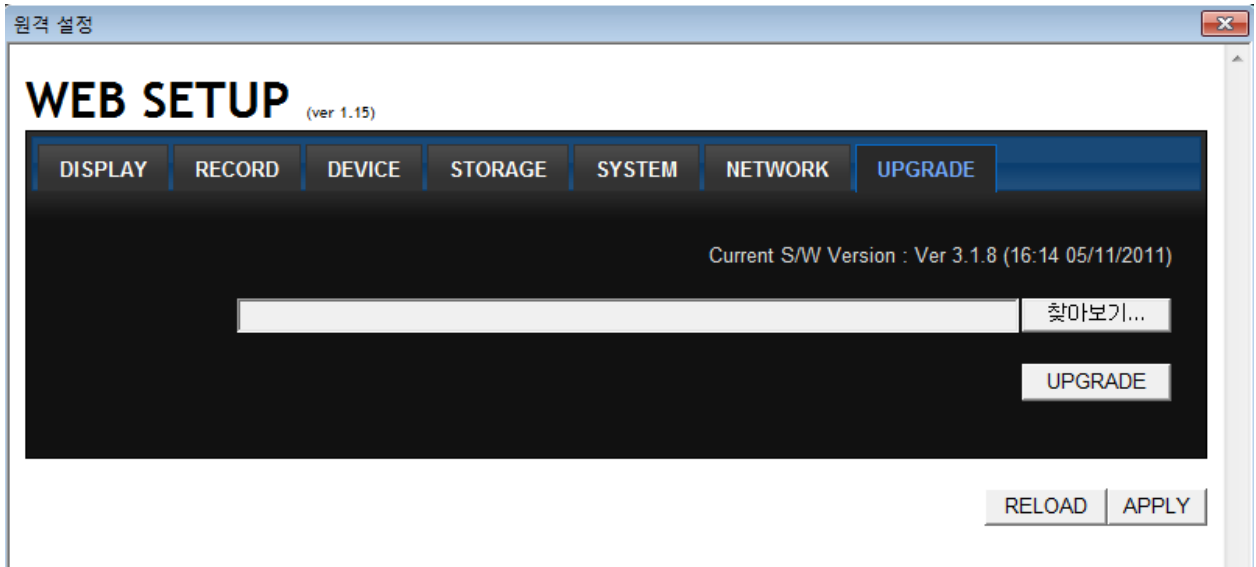 원격 설정
WEB SETUP (ver 1.15)
DISPLAY RECORD DEVICE STORAGE SYSTEM NETWORK UPGRADE
Current S/W Version : Ver 3.1.8 (16:14 05/11/2011)
찾아보기...
UPGRADE
RELOAD APPLY